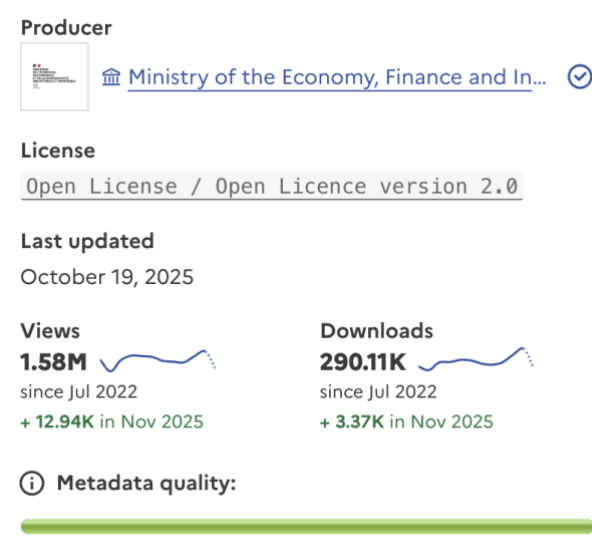 Producer
Ministry of the Economy, Finance and In...
License
Open License / Open Licence version 2.0
Last updated
October 19, 2025
Views
Downloads
1.58M
290.11K
since Jul 2022
since Jul 2022
+ 12.94K in Nov 2025
+ 3.37K in Nov 2025
Metadata quality: